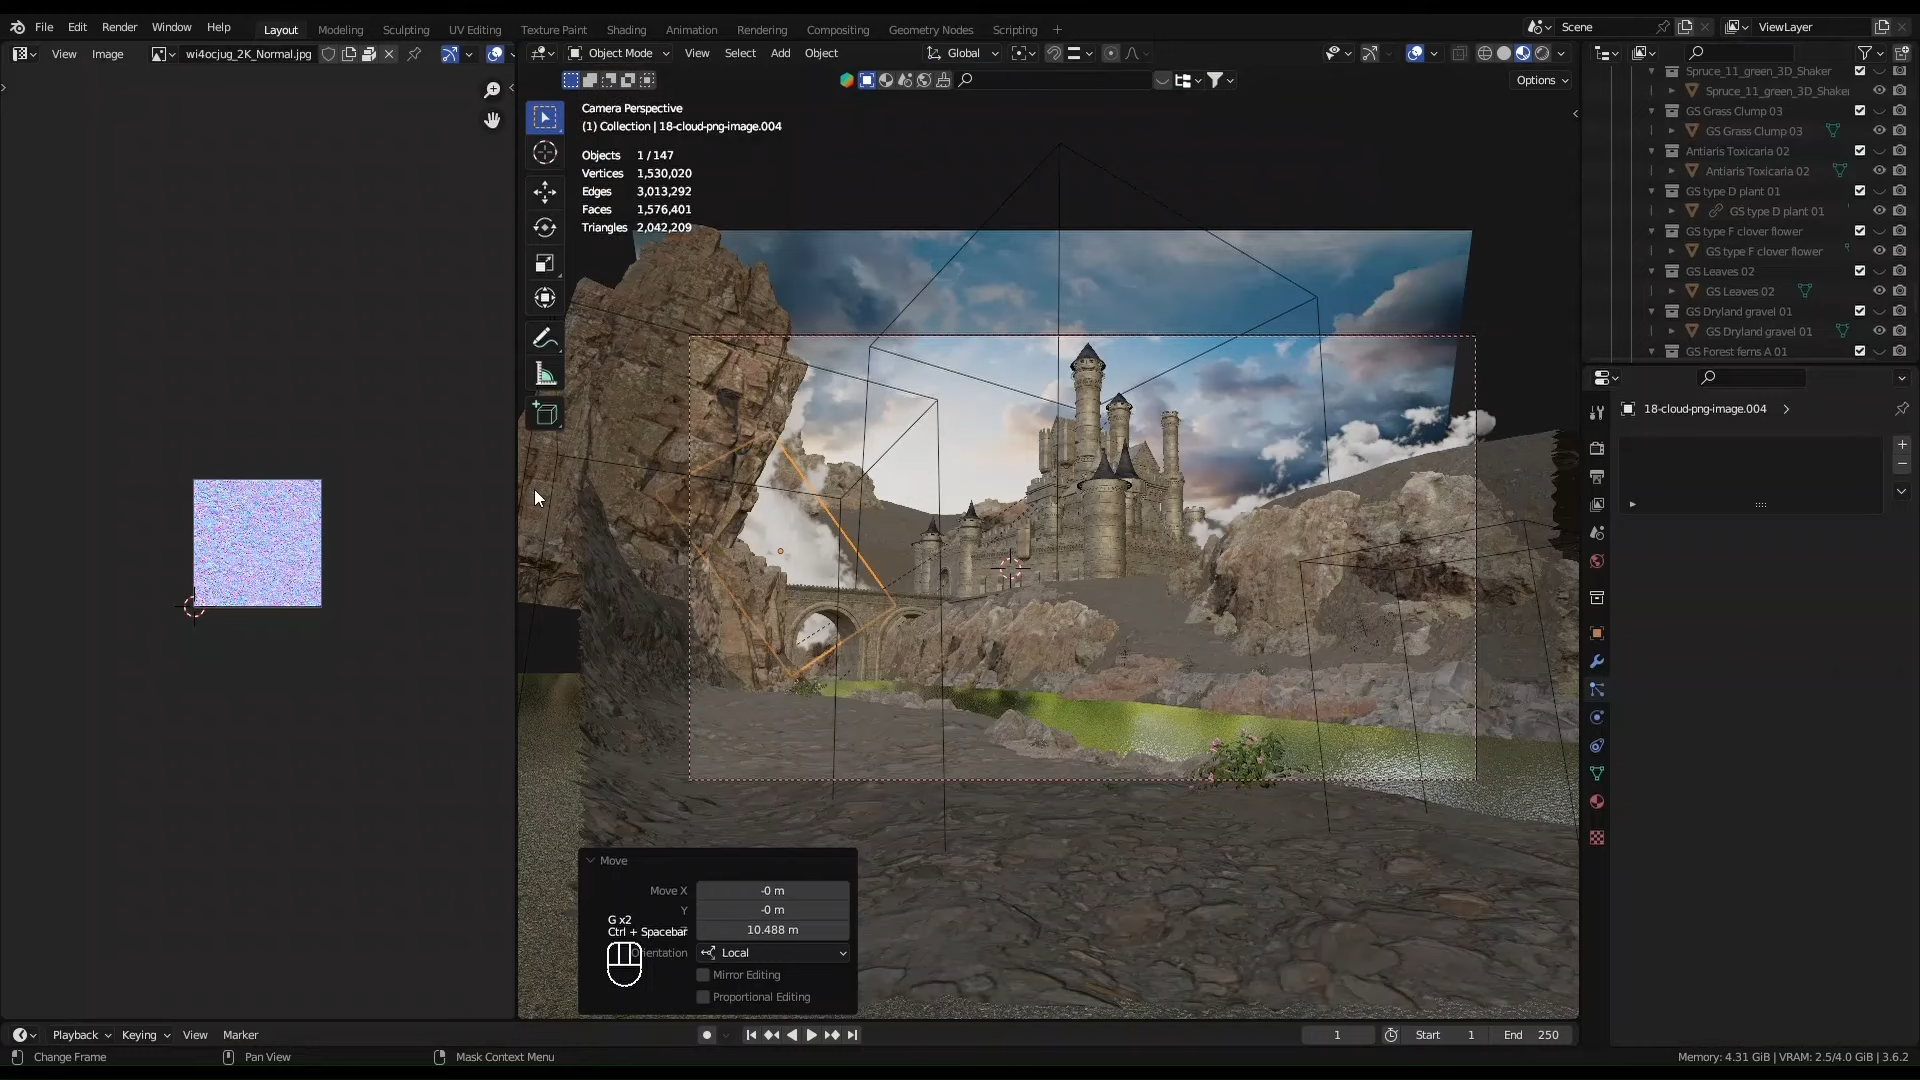 File Edit Render Window Help Layout Modeling Sculpting UV Editing Texture Paint Shading Animation Rendering Compositing Geometry Nodes Scripting + Scene ViewLayer
View Image wi4ocjug_2K_Normal.jpg Object Mode View Select Add Object Global
Options
Camera Perspective
(1) Collection | 18-cloud-png-image.004
Objects 1 / 147
Vertices 1,530,020
Edges 3,013,292
Faces 1,576,401
Triangles 2,042,209
Spruce_11_green_3D_Shaker
Spruce_11_green_3D_Shaker
GS Grass Clump 03
GS Grass Clump 03
Antiaris Toxicaria 02
Antiaris Toxicaria 02
GS type D plant 01
GS type D plant 01
GS type F clover flower
GS type F clover flower
GS Leaves 02
GS Leaves 02
GS Dryland gravel 01
GS Dryland gravel 01
GS Forest ferns A 01
18-cloud-png-image.004
Move
Move X -0 m
Y -0 m
10.488 m
G x2
Ctrl + Spacebar
Orientation Local
Mirror Editing
Proportional Editing
Playback Keying View Marker 1 Start 1 End 250
Change Frame Pan View Mask Context Menu Memory: 4.31 GiB | VRAM: 2.5/4.0 GiB | 3.6.2